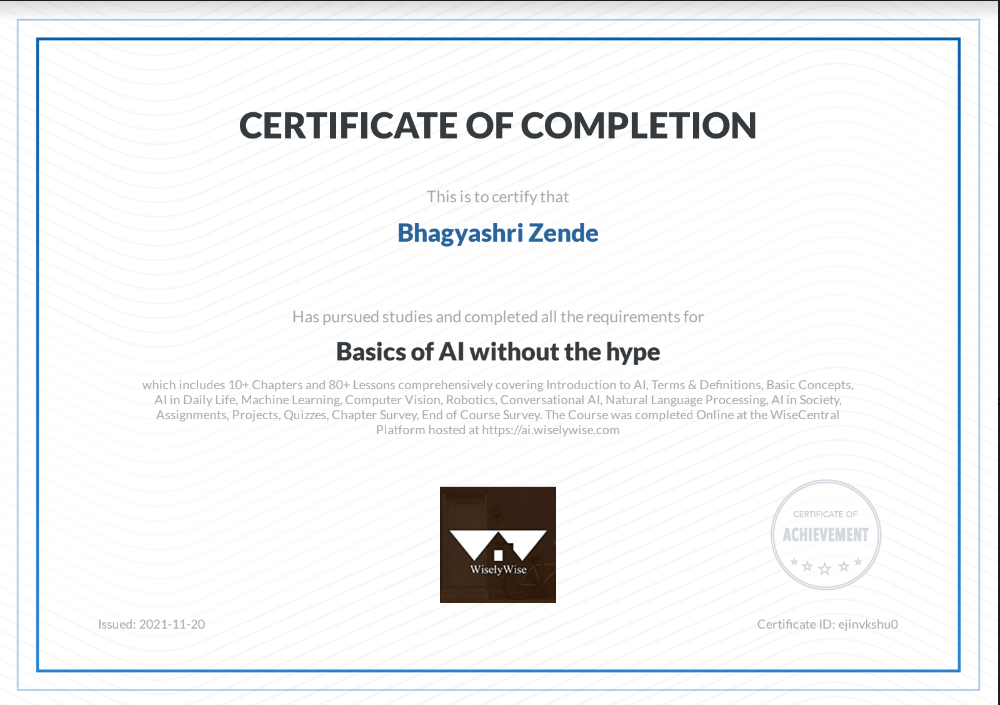 CERTIFICATE OF COMPLETION
This is to certify that
Bhagyashri Zende
Has pursued studies and completed all the requirements for
Basics of AI without the hype
which includes 10+ Chapters and 80+ Lessons comprehensively covering Introduction to AI, Terms & Definitions, Basic Concepts,
AI in Daily Life, Machine Learning, Computer Vision, Robotics, Conversational AI, Natural Language Processing, AI in Society,
Assignments, Projects, Quizzes, Chapter Survey, End of Course Survey. The Course was completed Online at the WiseCentral
Platform hosted at https://ai.wiselywise.com
WiselyWise
CERTIFICATE OF
ACHIEVEMENT
Issued: 2021-11-20
Certificate ID: ejinvkshu0